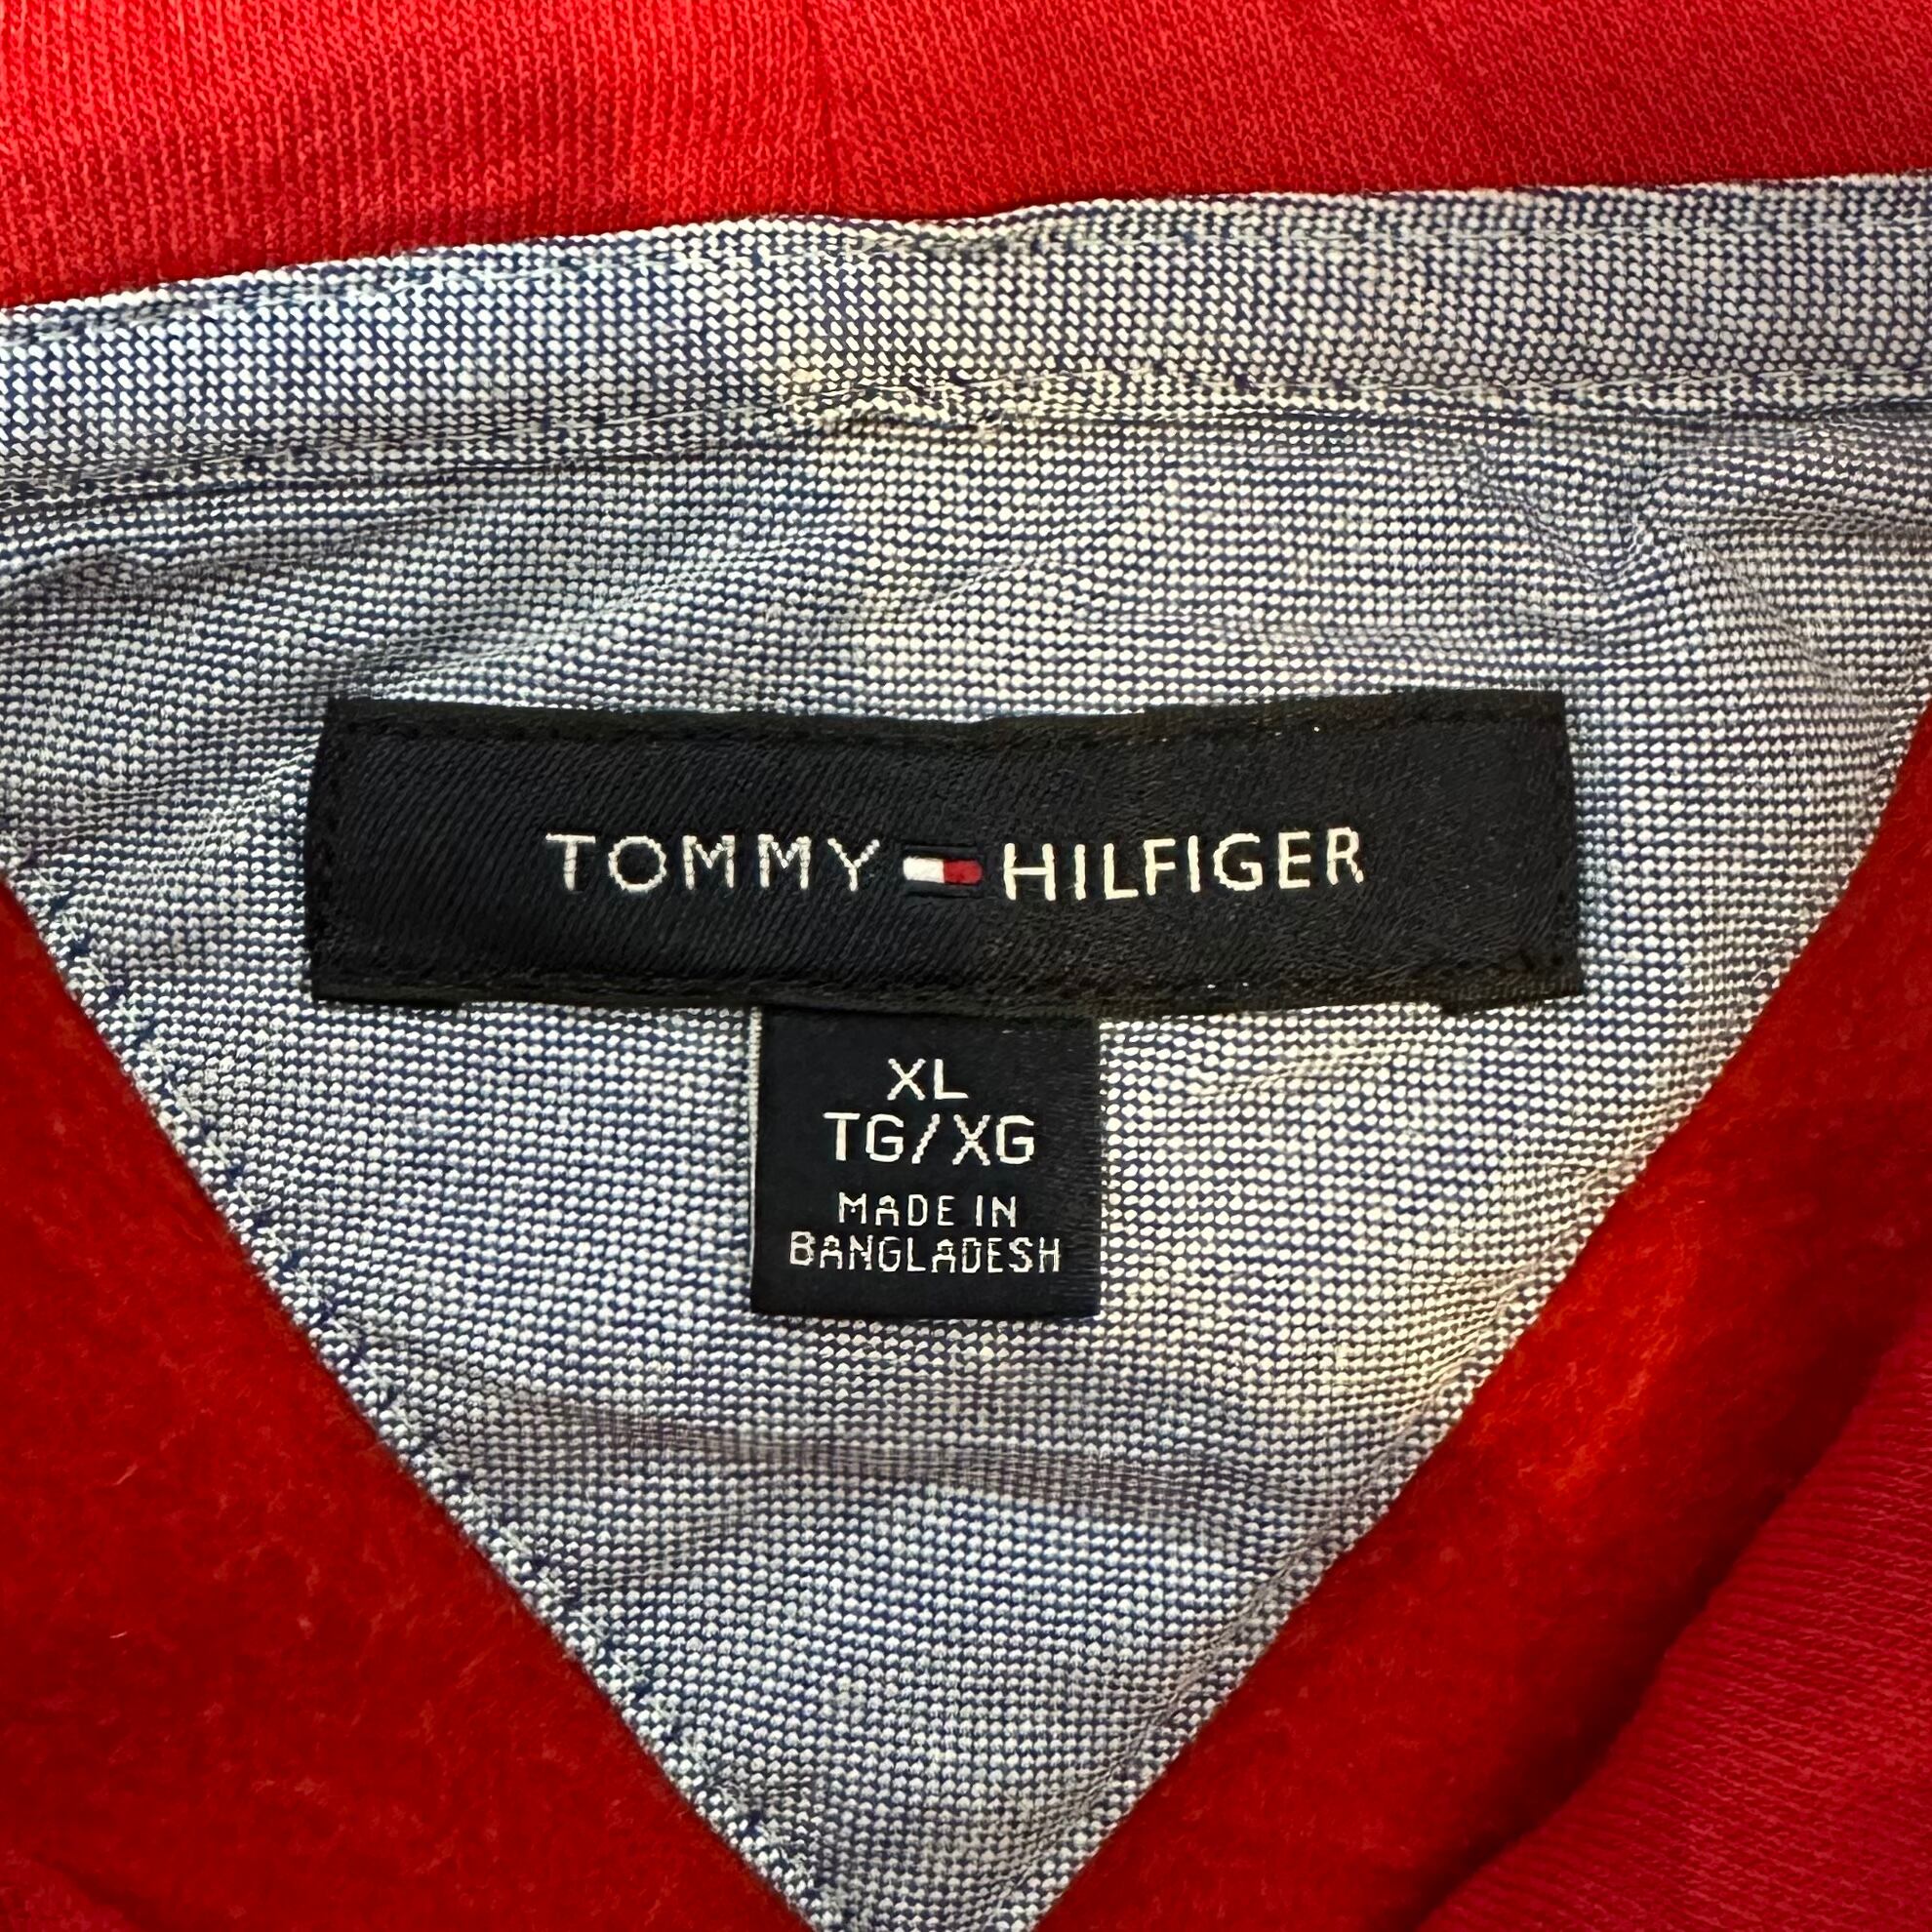 TOMMY HILFIGER
XL
TG/XG
MADE IN
BANGLADESH